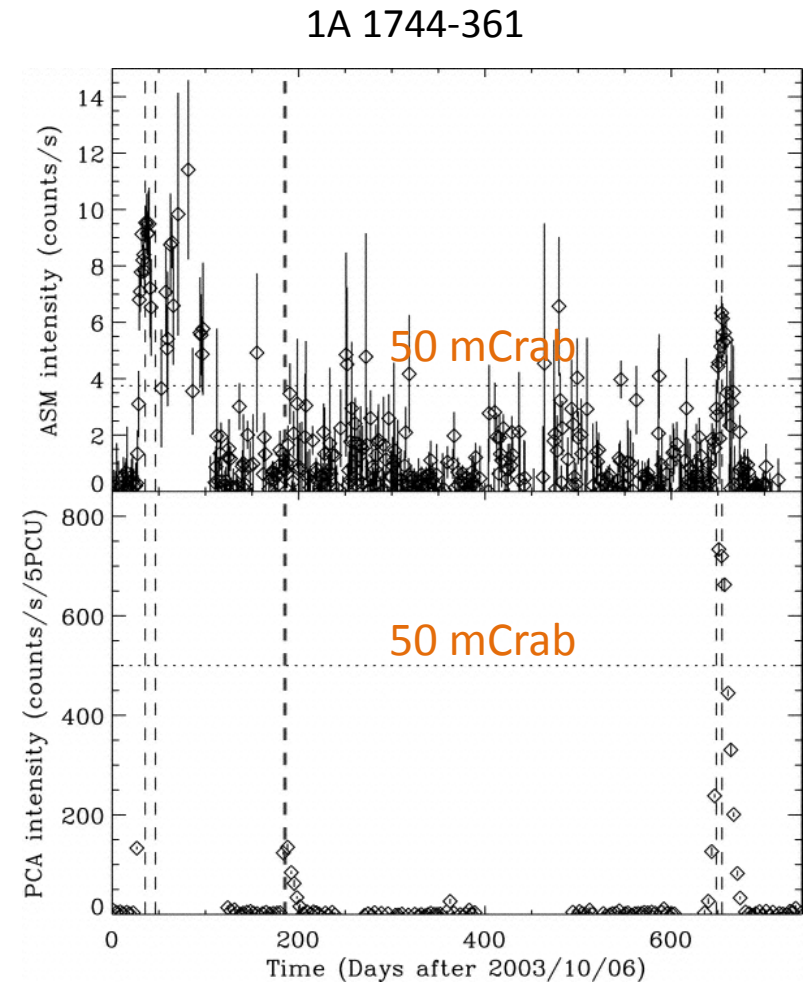 1A 1744-361
14
12
10
8
6
4
2
0
ASM intensity (counts/s)
50 mCrab
800
600
400
200
0
PCA intensity (counts/s/5PCU)
50 mCrab
0 200 400 600
Time (Days after 2003/10/06)